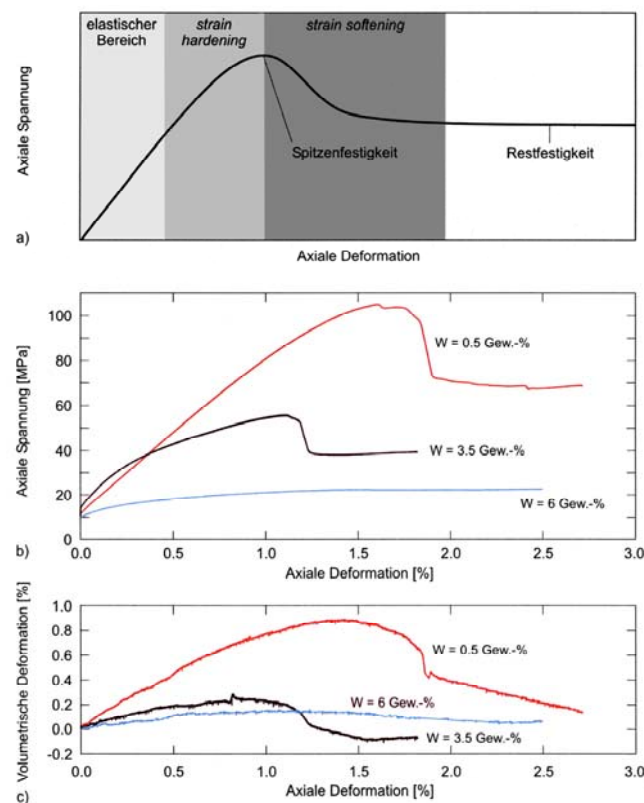 elastischer
Bereich
strain
hardening
strain softening
Axiale Spannung
Spitzenfestigkeit
Restfestigkeit
a)
Axiale Deformation
Axiale Spannung [MPa]
100
80
60
40
20
0
W = 0.5 Gew.-%
W = 3.5 Gew.-%
W = 6 Gew.-%
0.0 0.5 1.0 1.5 2.0 2.5 3.0
b)
Axiale Deformation [%]
Volumetrische Deformation [%]
1.0
0.8
0.6
0.4
0.2
0.0
-0.2
W = 0.5 Gew.-%
W = 6 Gew.-%
W = 3.5 Gew.-%
0.0 0.5 1.0 1.5 2.0 2.5 3.0
c)
Axiale Deformation [%]